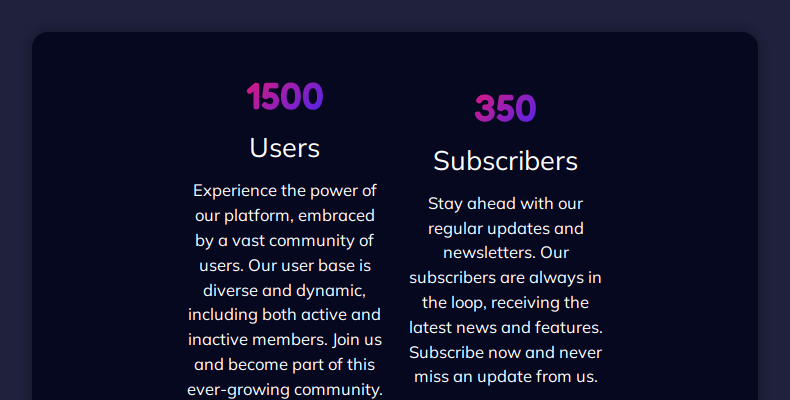 1500
Users
Experience the power of
our platform, embraced
by a vast community of
users. Our user base is
diverse and dynamic,
including both active and
inactive members. Join us
and become part of this
ever-growing community.
350
Subscribers
Stay ahead with our
regular updates and
newsletters. Our
subscribers are always in
the loop, receiving the
latest news and features.
Subscribe now and never
miss an update from us.